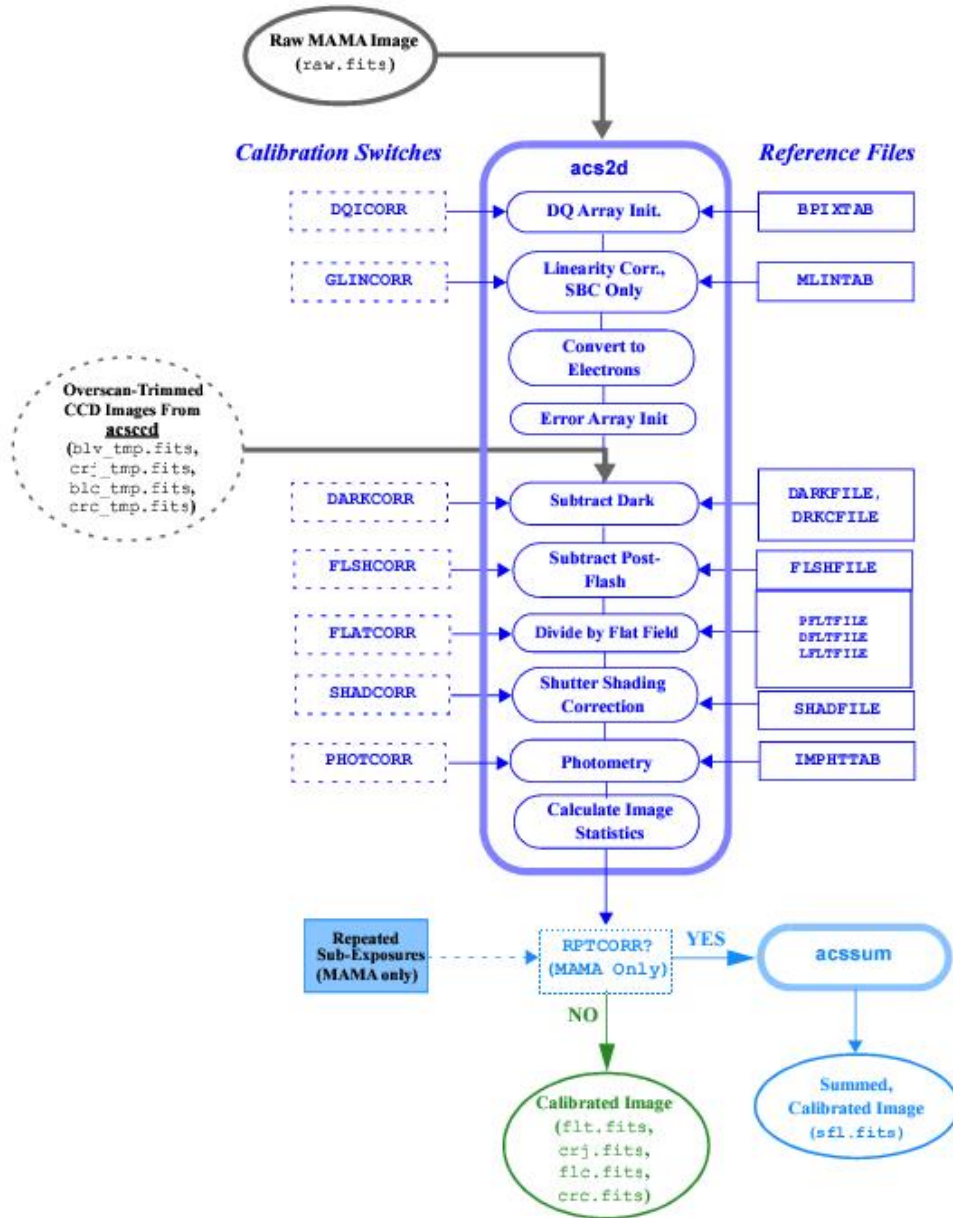 Raw MAMA Image
(raw.fits)
Calibration Switches
Reference Files
acs2d
DQICORR
DQ Array Init.
BPIXTAB
GLINCORR
Linearity Corr.,
SBC Only
MLINTAB
Convert to
Electrons
Error Array Init
Overscan-Trimmed
CCD Images From
acsccd
(blv_tmp.fits,
crj_tmp.fits,
blc_tmp.fits,
crc_tmp.fits)
DARKCORR
Subtract Dark
DARKFILE,
DRKCFILE
FLSHCORR
Subtract Post-
Flash
FLSHFILE
FLATCORR
Divide by Flat Field
PFLTFILE
DFLTFILE
LFLTFILE
SHADCORR
Shutter Shading
Correction
SHADFILE
PHOTCORR
Photometry
IMPHTTAB
Calculate Image
Statistics
Repeated
Sub-Exposures
(MAMA only)
RPTCORR?
(MAMA Only)
YES
acssum
NO
Calibrated Image
(flt.fits,
crj.fits,
flc.fits,
crc.fits)
Summed,
Calibrated Image
(sfl.fits)